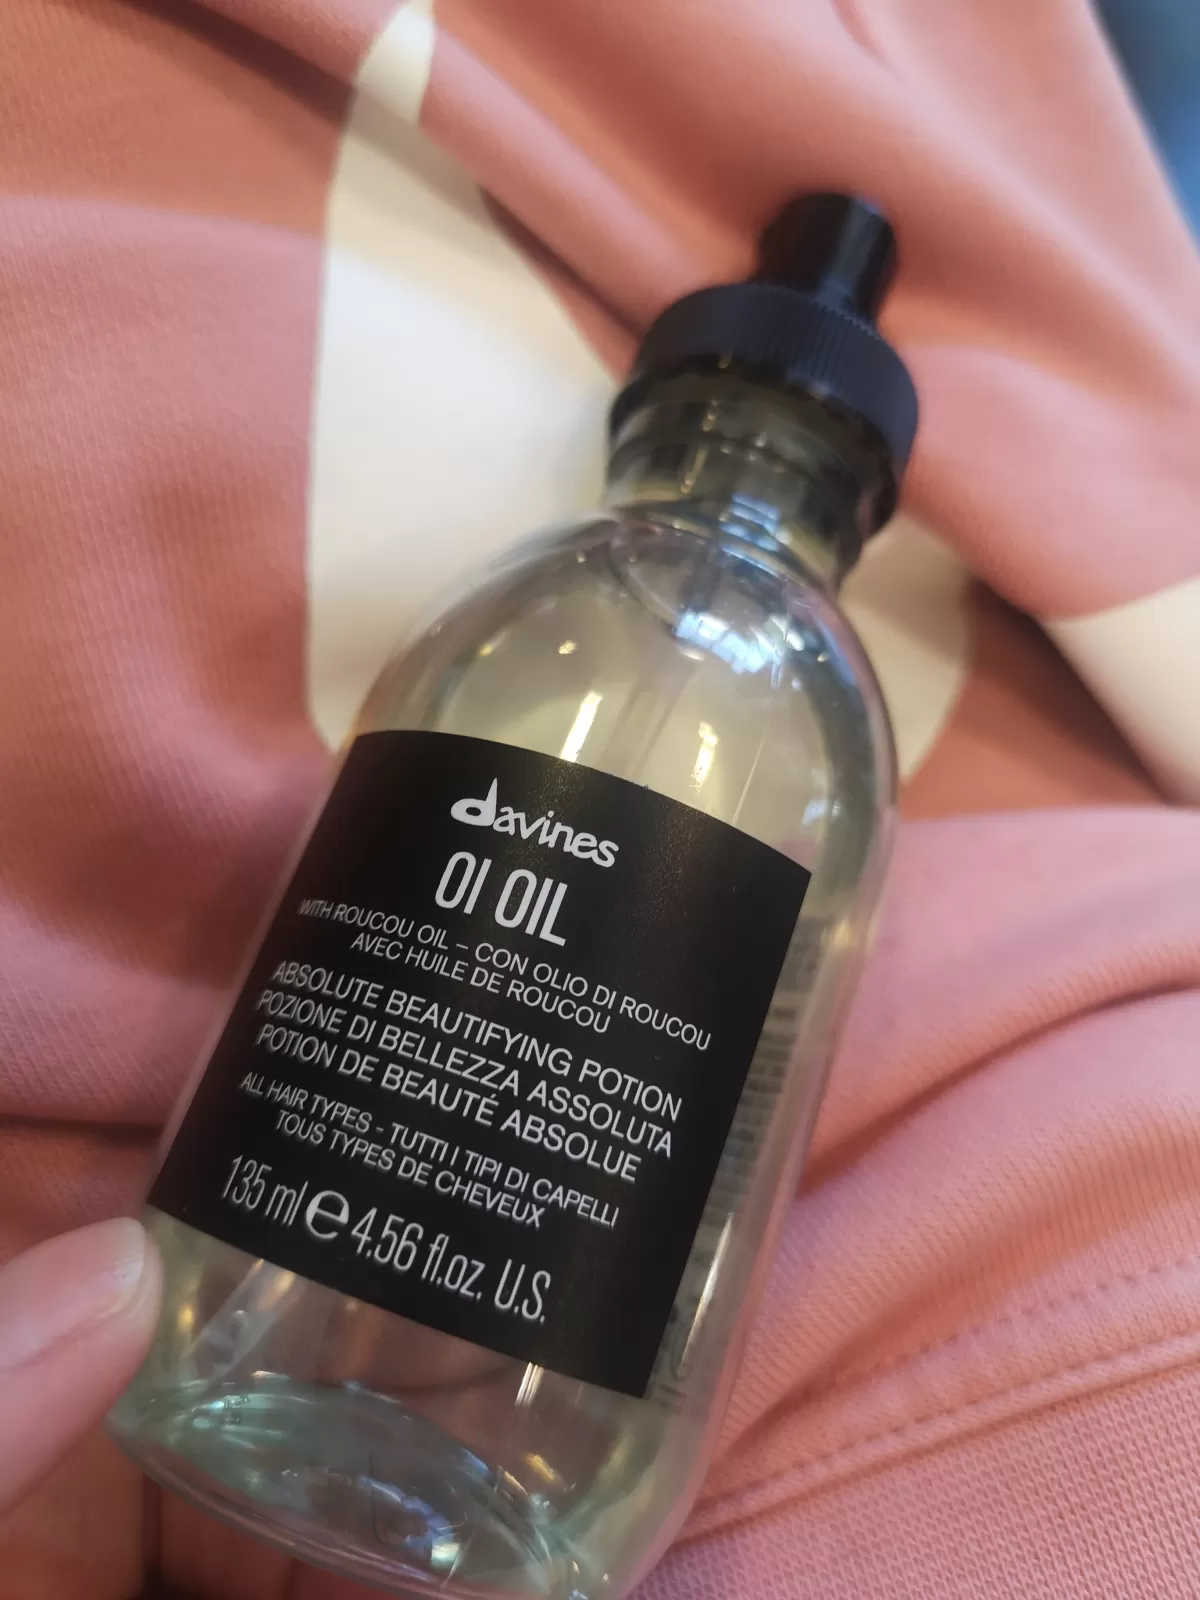 davines
OI OIL
WITH ROUCOU OIL – CON OLIO DI ROUCOU
AVEC HUILE DE ROUCOU
ABSOLUTE BEAUTIFYING POTION
POZIONE DI BELLEZZA ASSOLUTA
POTION DE BEAUTÉ ABSOLUE
ALL HAIR TYPES - TUTTI I TIPI DI CAPELLI
TOUS TYPES DE CHEVEUX
135 ml ℮ 4.56 fl.oz. U.S.